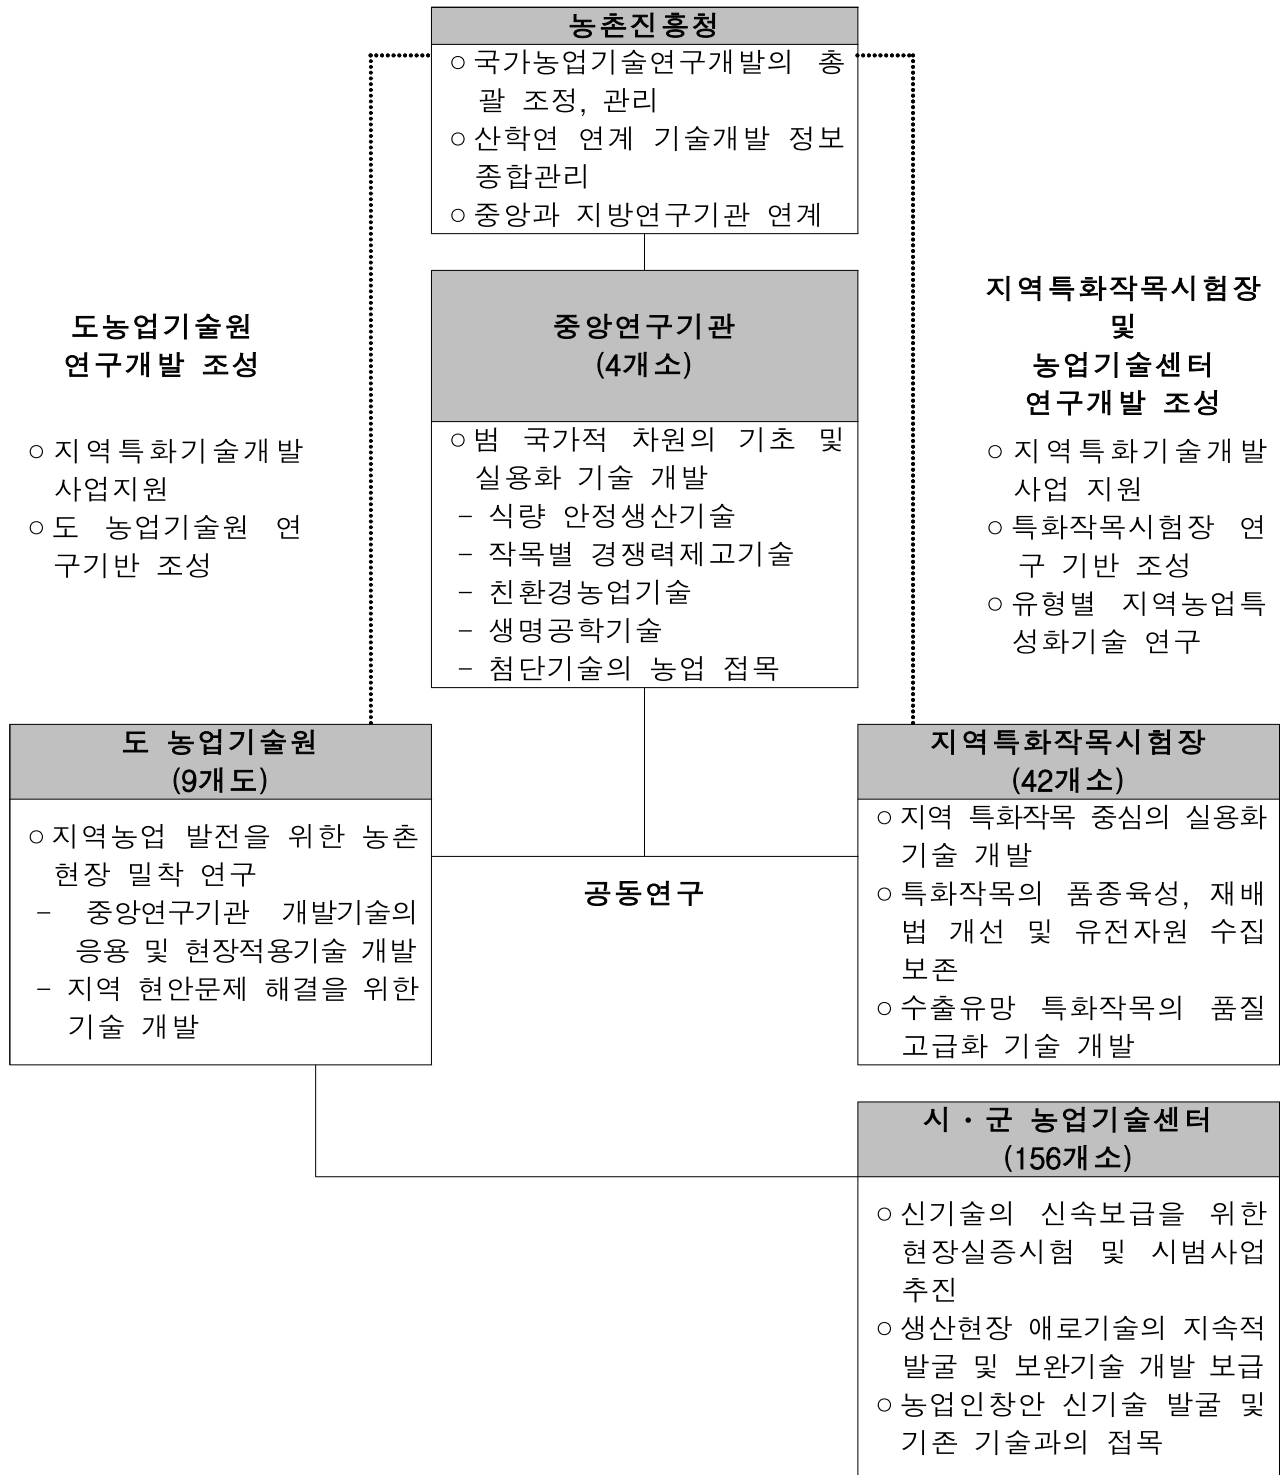 농촌진흥청
○ 국가농업기술연구개발의 총
괄 조정, 관리
○ 산학연 연계 기술개발 정보
종합관리
○ 중앙과 지방연구기관 연계
도농업기술원
연구개발 조성
○ 지역특화기술개발
사업지원
○ 도 농업기술원 연
구기반 조성
중앙연구기관
(4개소)
○ 범 국가적 차원의 기초 및
실용화 기술 개발
- 식량 안정생산기술
- 작목별 경쟁력제고기술
- 친환경농업기술
- 생명공학기술
- 첨단기술의 농업 접목
지역특화작목시험장
및
농업기술센터
연구개발 조성
○ 지역특화기술개발
사업 지원
○ 특화작목시험장 연
구 기반 조성
○ 유형별 지역농업특
성화기술 연구
도 농업기술원
(9개도)
○ 지역농업 발전을 위한 농촌
현장 밀착 연구
- 중앙연구기관 개발기술의
응용 및 현장적용기술 개발
- 지역 현안문제 해결을 위한
기술 개발
공동연구
지역특화작목시험장
(42개소)
○ 지역 특화작목 중심의 실용화
기술 개발
○ 특화작목의 품종육성, 재배
법 개선 및 유전자원 수집
보존
○ 수출유망 특화작목의 품질
고급화 기술 개발
시・군 농업기술센터
(156개소)
○ 신기술의 신속보급을 위한
현장실증시험 및 시범사업
추진
○ 생산현장 애로기술의 지속적
발굴 및 보완기술 개발 보급
○ 농업인창안 신기술 발굴 및
기존 기술과의 접목